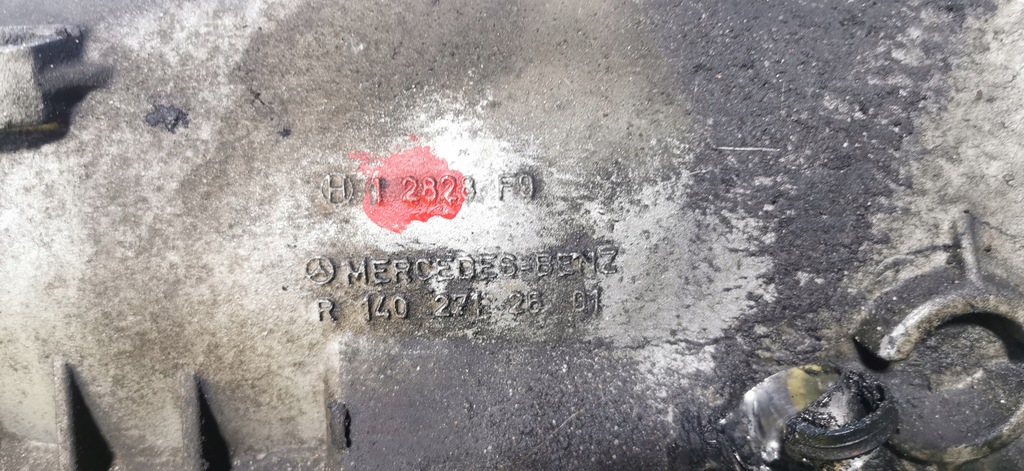 H 1 2828 F9
MERCEDES-BENZ
R 140 271 26 01